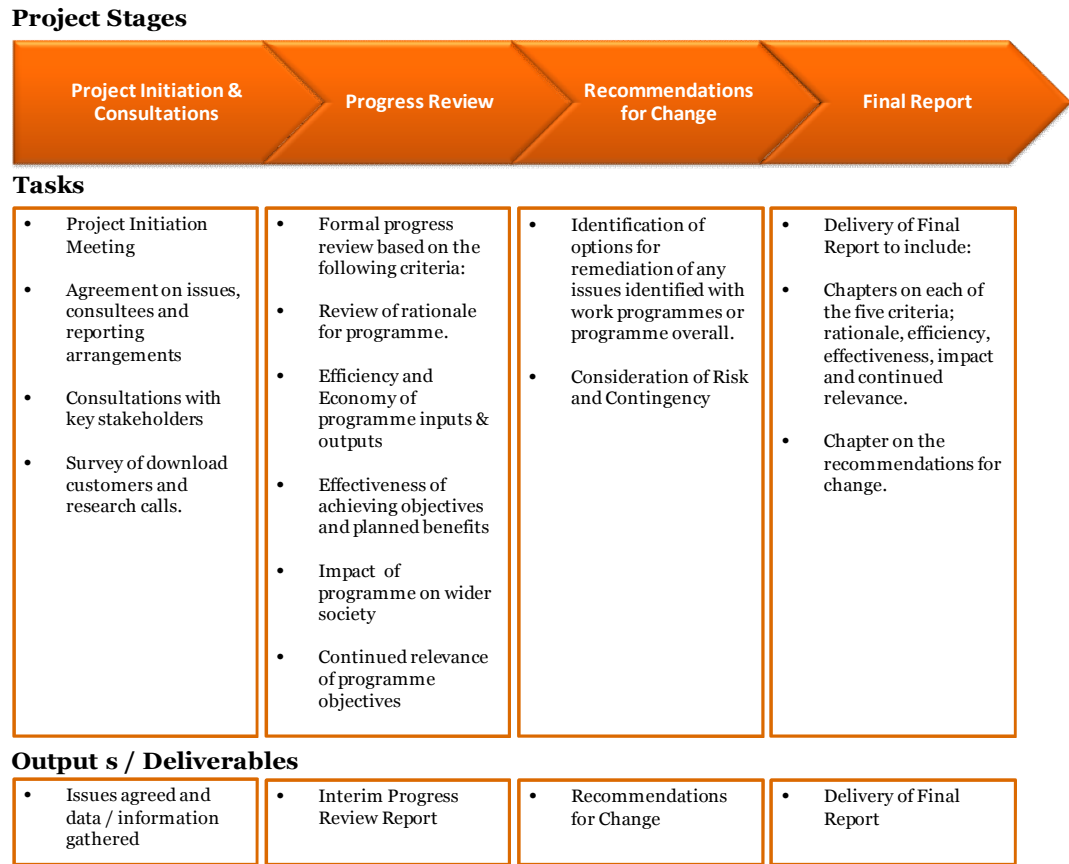 Project Stages
Project Initiation &
Consultations
Progress Review
Recommendations
for Change
Final Report
Tasks
• Project Initiation
Meeting
• Agreement on issues,
consultees and
reporting
arrangements
• Consultations with
key stakeholders
• Survey of download
customers and
research calls.
• Formal progress
review based on the
following criteria:
• Review of rationale
for programme.
• Efficiency and
Economy of
programme inputs &
outputs
• Effectiveness of
achieving objectives
and planned benefits
• Impact of
programme on wider
society
• Continued relevance
of programme
objectives
• Identification of
options for
remediation of any
issues identified with
work programmes or
programme overall.
• Consideration of Risk
and Contingency
• Delivery of Final
Report to include:
• Chapters on each of
the five criteria;
rationale, efficiency,
effectiveness, impact
and continued
relevance.
• Chapter on the
recommendations for
change.
Output s / Deliverables
• Issues agreed and
data / information
gathered
• Interim Progress
Review Report
• Recommendations
for Change
• Delivery of Final
Report